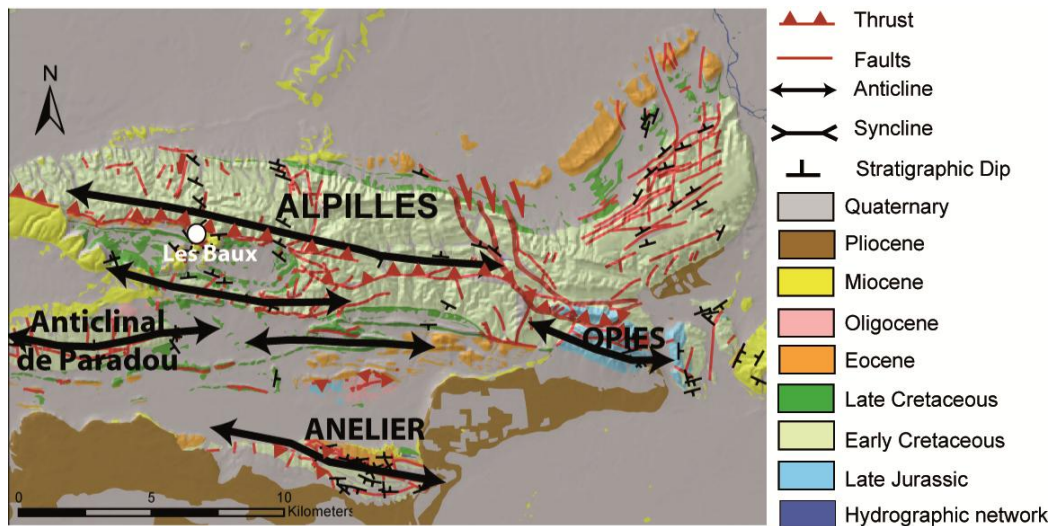 N
ALPILLES
Les Baux
Anticlinal
de Paradou
OPIES
ANELIER
0 5 10
Kilometers
Thrust
Faults
Anticline
Syncline
Stratigraphic Dip
Quaternary
Pliocene
Miocene
Oligocene
Eocene
Late Cretaceous
Early Cretaceous
Late Jurassic
Hydrographic network